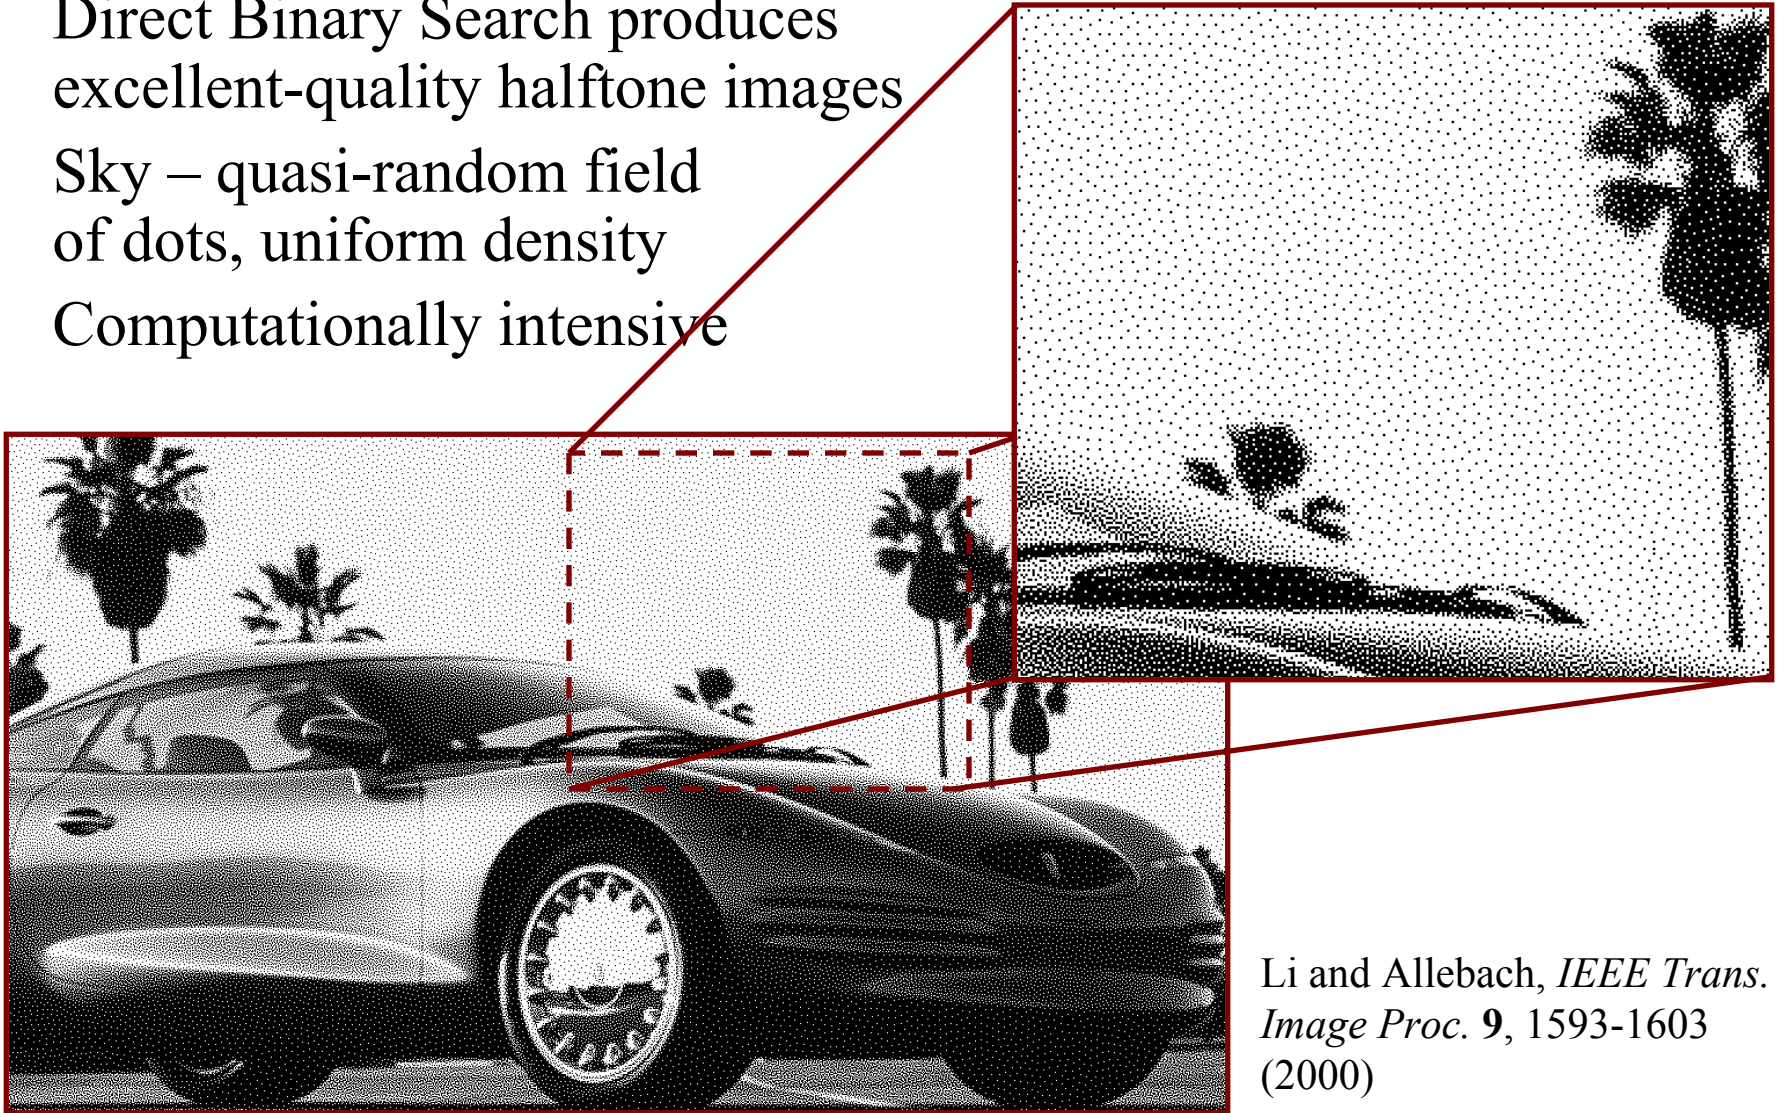 Direct Binary Search produces
excellent-quality halftone images
Sky – quasi-random field
of dots, uniform density
Computationally intensive
Li and Allebach, IEEE Trans.
Image Proc. 9, 1593-1603
(2000)